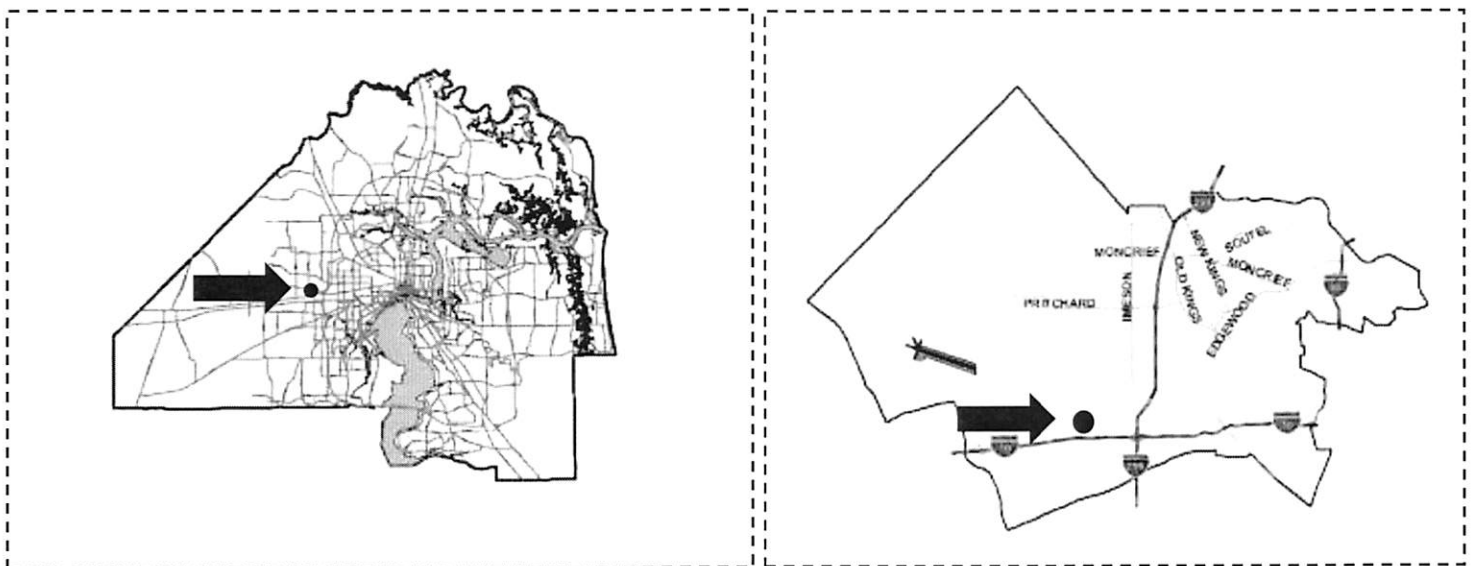 SOUTEL
MONCRIEF
NEW KINGS
MONCRIEF
OLD KINGS
IMESON
PRITCHARD
EDGEWOOD